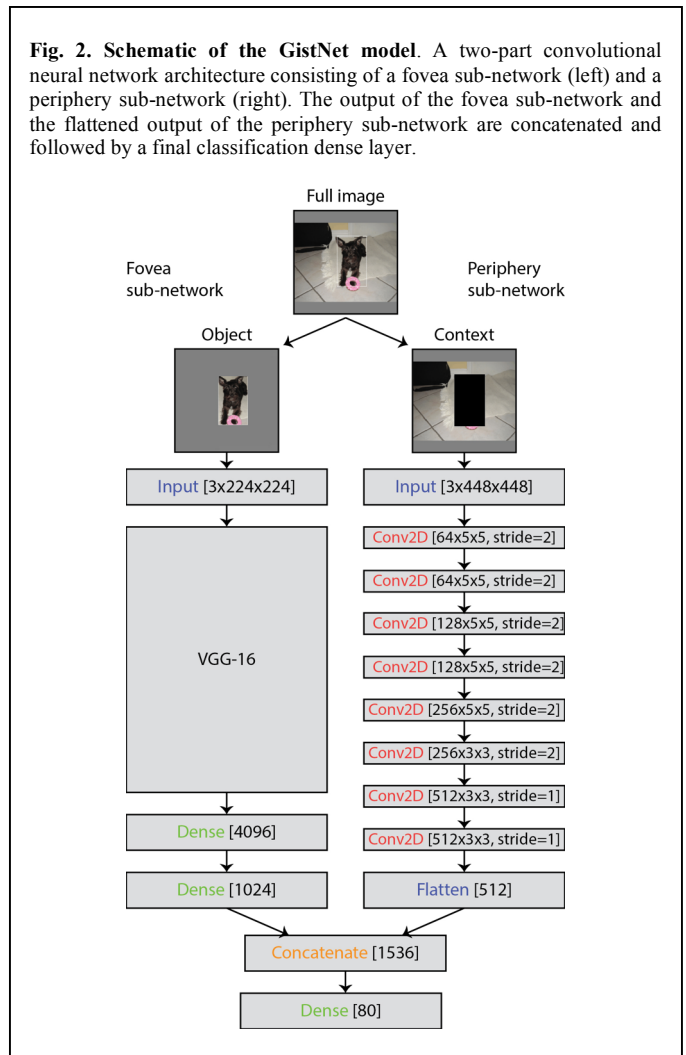 Fig. 2. Schematic of the GistNet model. A two-part convolutional
neural network architecture consisting of a fovea sub-network (left) and a
periphery sub-network (right). The output of the fovea sub-network and
the flattened output of the periphery sub-network are concatenated and
followed by a final classification dense layer.
Full image
Fovea
sub-network
Periphery
sub-network
Object
Context
Input [3x224x224]
Input [3x448x448]
VGG-16
Conv2D [64x5x5, stride=2]
Conv2D [64x5x5, stride=2]
Conv2D [128x5x5, stride=2]
Conv2D [128x5x5, stride=2]
Conv2D [256x5x5, stride=2]
Conv2D [256x3x3, stride=2]
Conv2D [512x3x3, stride=1]
Conv2D [512x3x3, stride=1]
Dense [4096]
Dense [1024]
Flatten [512]
Concatenate [1536]
Dense [80]